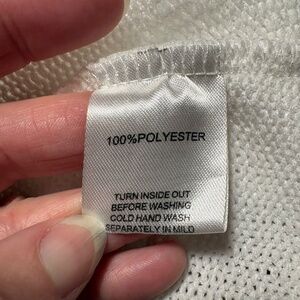 100%POLYESTER
TURN INSIDE OUT
BEFORE WASHING
COLD HAND WASH
SEPARATELY IN MILD